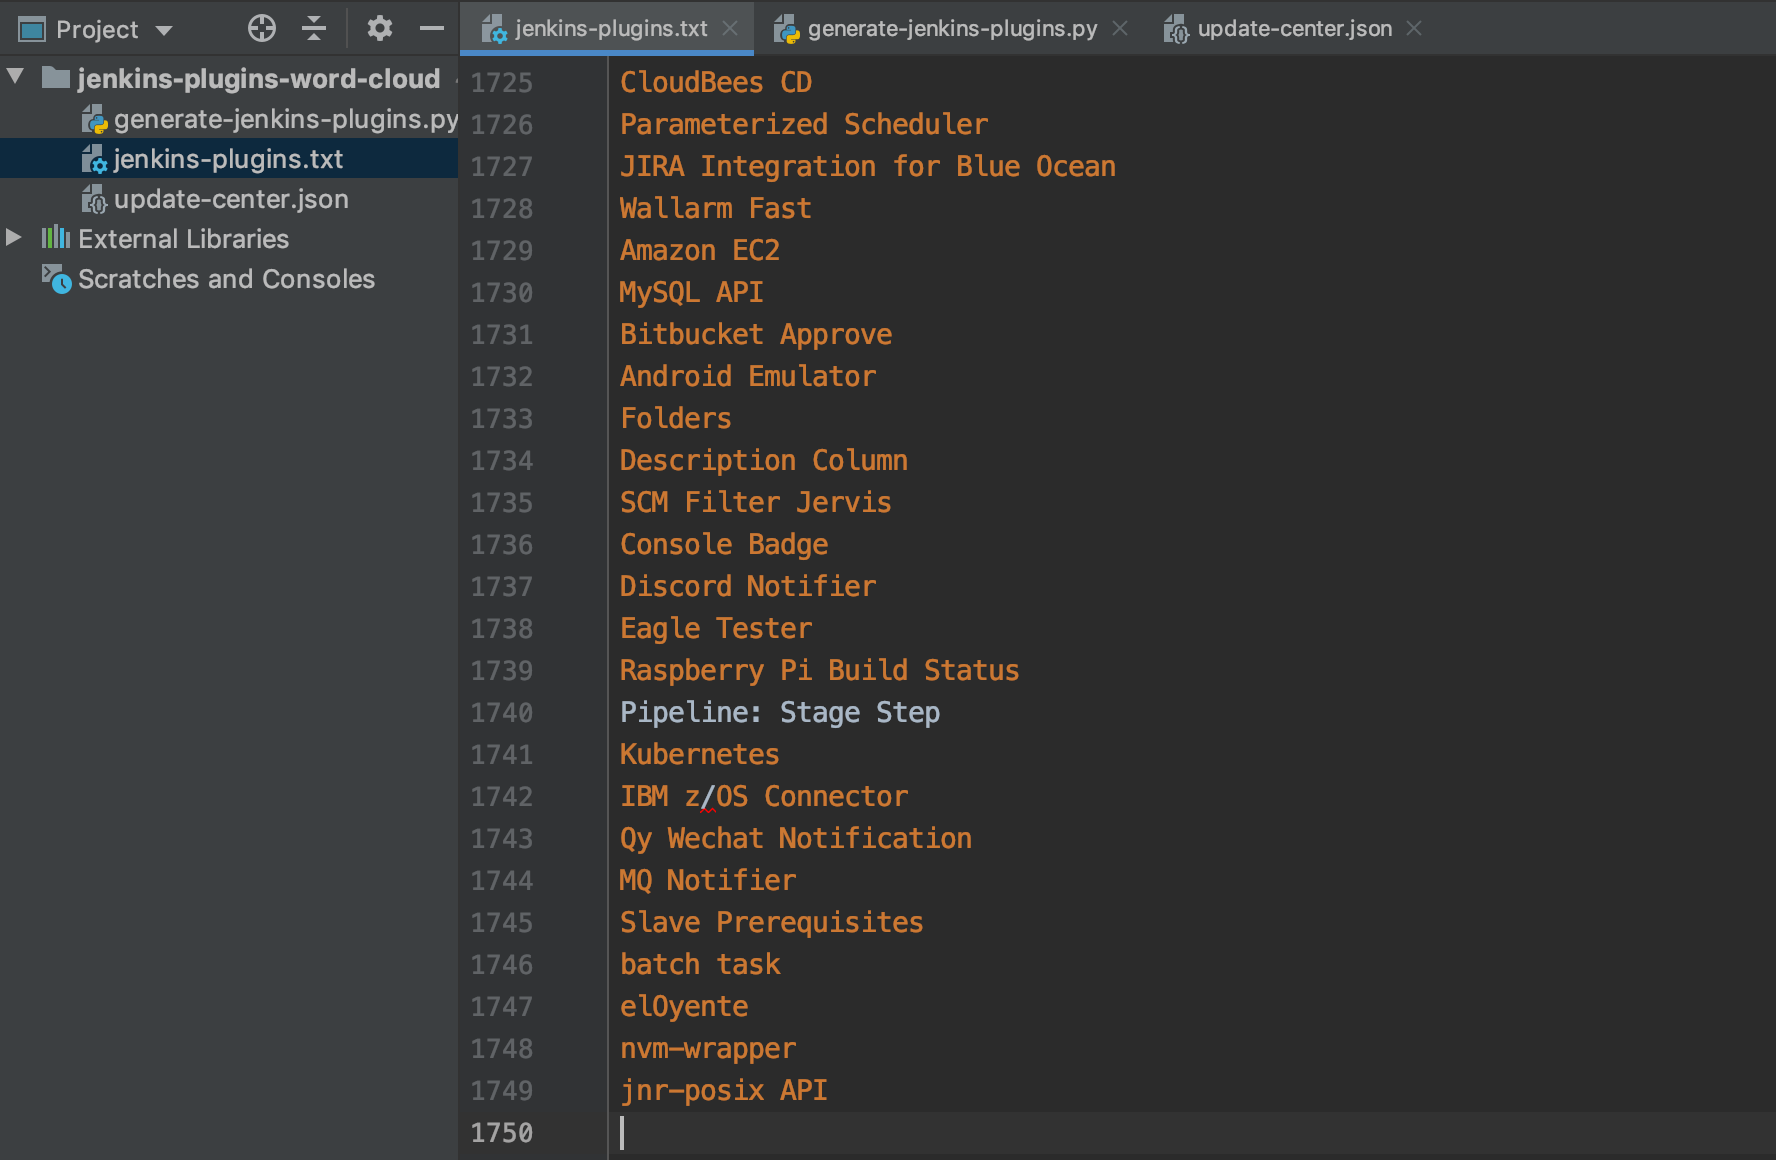 Project
jenkins-plugins.txt
generate-jenkins-plugins.py
update-center.json
jenkins-plugins-word-cloud
generate-jenkins-plugins.py
jenkins-plugins.txt
update-center.json
External Libraries
Scratches and Consoles
1725 CloudBees CD
1726 Parameterized Scheduler
1727 JIRA Integration for Blue Ocean
1728 Wallarm Fast
1729 Amazon EC2
1730 MySQL API
1731 Bitbucket Approve
1732 Android Emulator
1733 Folders
1734 Description Column
1735 SCM Filter Jervis
1736 Console Badge
1737 Discord Notifier
1738 Eagle Tester
1739 Raspberry Pi Build Status
1740 Pipeline: Stage Step
1741 Kubernetes
1742 IBM z/OS Connector
1743 Qy Wechat Notification
1744 MQ Notifier
1745 Slave Prerequisites
1746 batch task
1747 elOyente
1748 nvm-wrapper
1749 jnr-posix API
1750